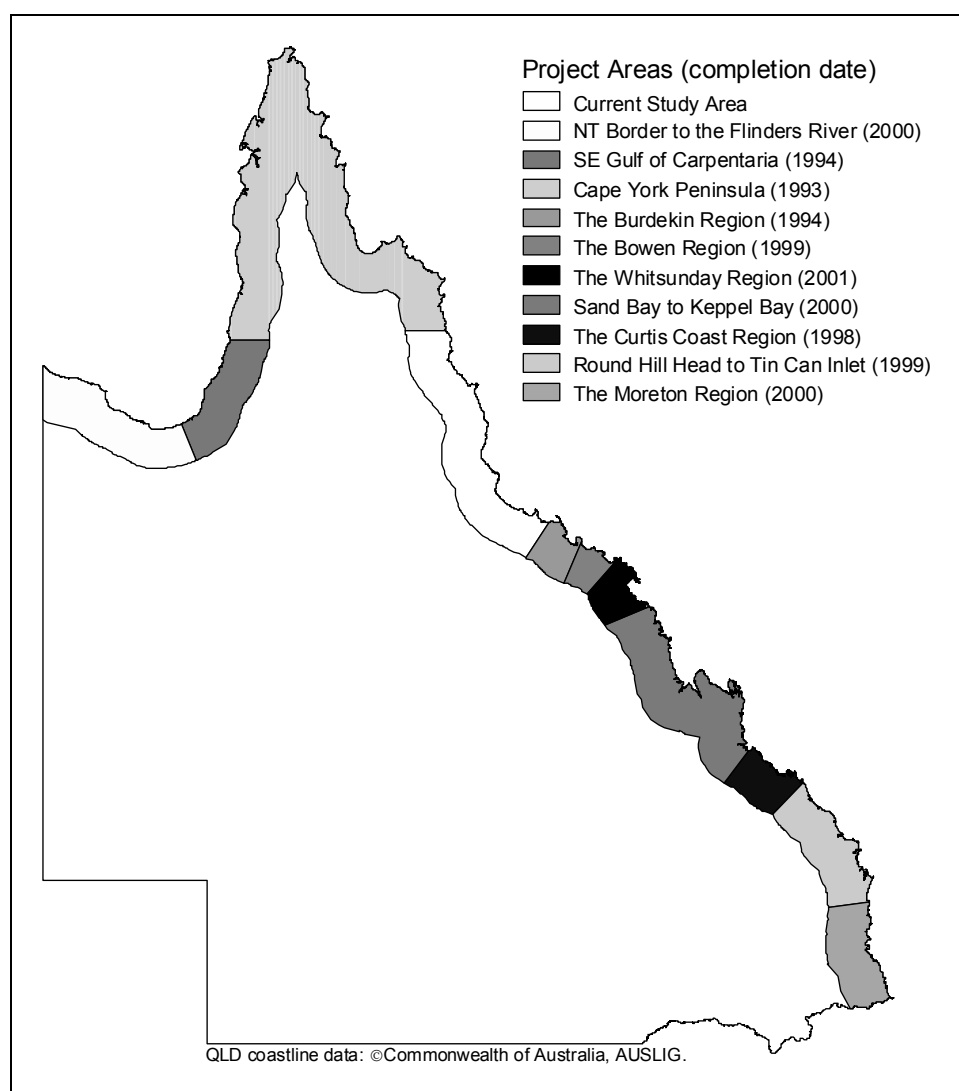 Project Areas (completion date)
Current Study Area
NT Border to the Flinders River (2000)
SE Gulf of Carpentaria (1994)
Cape York Peninsula (1993)
The Burdekin Region (1994)
The Bowen Region (1999)
The Whitsunday Region (2001)
Sand Bay to Keppel Bay (2000)
The Curtis Coast Region (1998)
Round Hill Head to Tin Can Inlet (1999)
The Moreton Region (2000)
QLD coastline data: ©Commonwealth of Australia, AUSLIG.